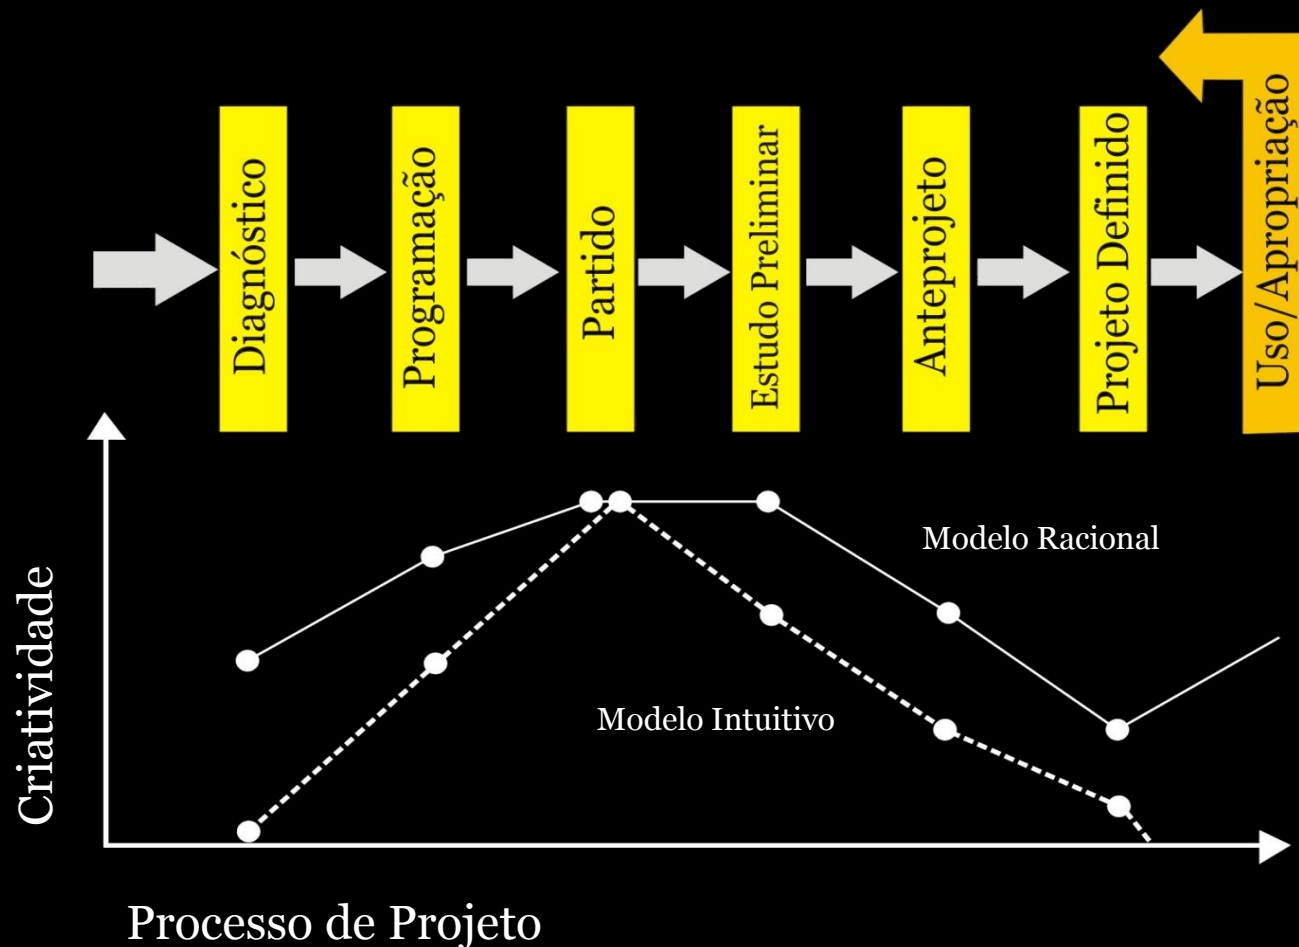 Diagnóstico
Programação
Partido
Estudo Preliminar
Anteprojeto
Projeto Definido
Uso/Apropriação
Criatividade
Modelo Racional
Modelo Intuitivo
Processo de Projeto